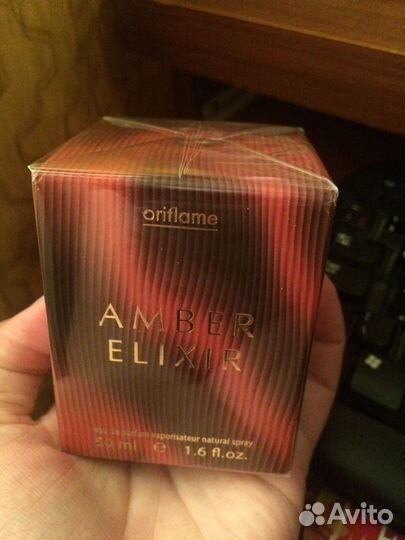 oriflame
AMBER
ELIXIR
eau de parfum vaporisateur natural spray
50 ml e 1.6 fl.oz.
Avito